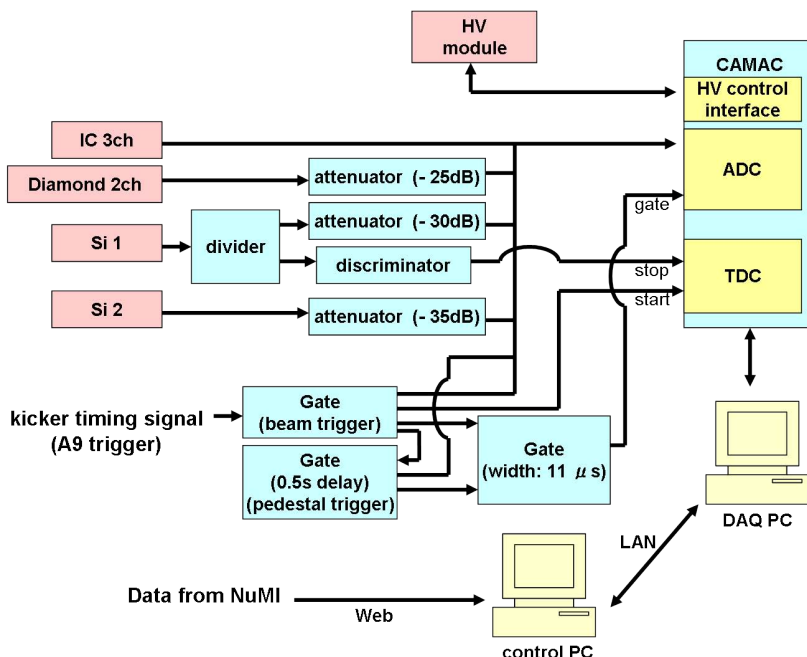 HV
module
CAMAC
HV control
interface
IC 3ch
Diamond 2ch
attenuator (- 25dB)
ADC
gate
Si 1
divider
attenuator (- 30dB)
discriminator
stop
TDC
start
Si 2
attenuator (- 35dB)
kicker timing signal
(A9 trigger)
Gate
(beam trigger)
Gate
(0.5s delay)
(pedestal trigger)
Gate
(width: 11 μ s)
DAQ PC
LAN
Data from NuMI
Web
control PC